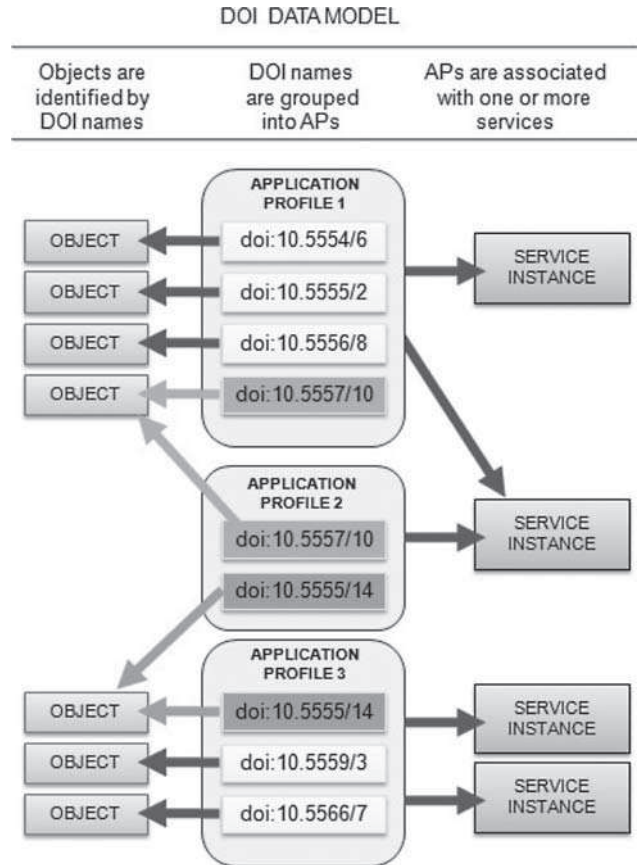 DOI DATA MODEL
Objects are
identified by
DOI names
DOI names
are grouped
into APs
APs are associated
with one or more
services
APPLICATION
PROFILE 1
OBJECT
doi:10.5554/6
SERVICE
INSTANCE
OBJECT
doi:10.5555/2
OBJECT
doi:10.5556/8
OBJECT
doi:10.5557/10
APPLICATION
PROFILE 2
doi:10.5557/10
SERVICE
INSTANCE
doi:10.5555/14
APPLICATION
PROFILE 3
OBJECT
doi:10.5555/14
SERVICE
INSTANCE
OBJECT
doi:10.5559/3
OBJECT
doi:10.5566/7
SERVICE
INSTANCE